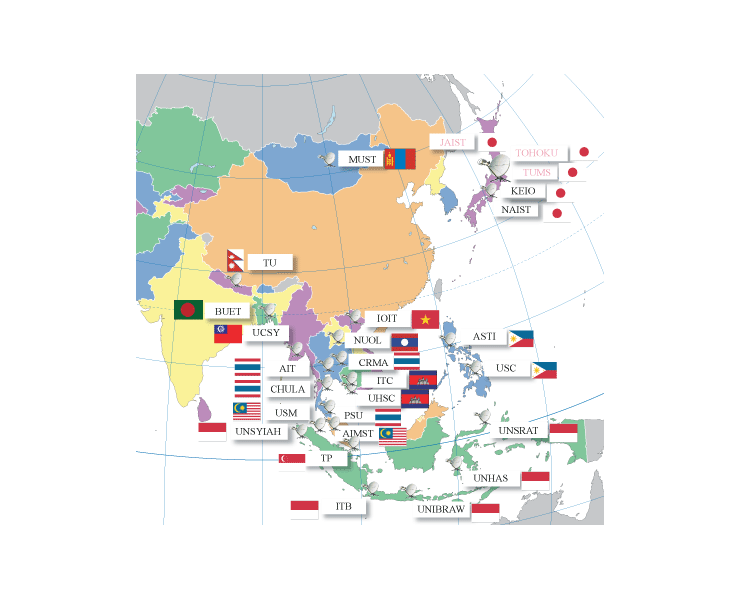 JAIST
TOHOKU
MUST
TUMS
KEIO
NAIST
TU
BUET
IOIT
UCSY
NUOL
ASTI
CRMA
AIT
USC
ITC
CHULA
UHSC
USM
PSU
UNSYIAH
AIMST
UNSRAT
TP
UNHAS
ITB
UNIBRAW